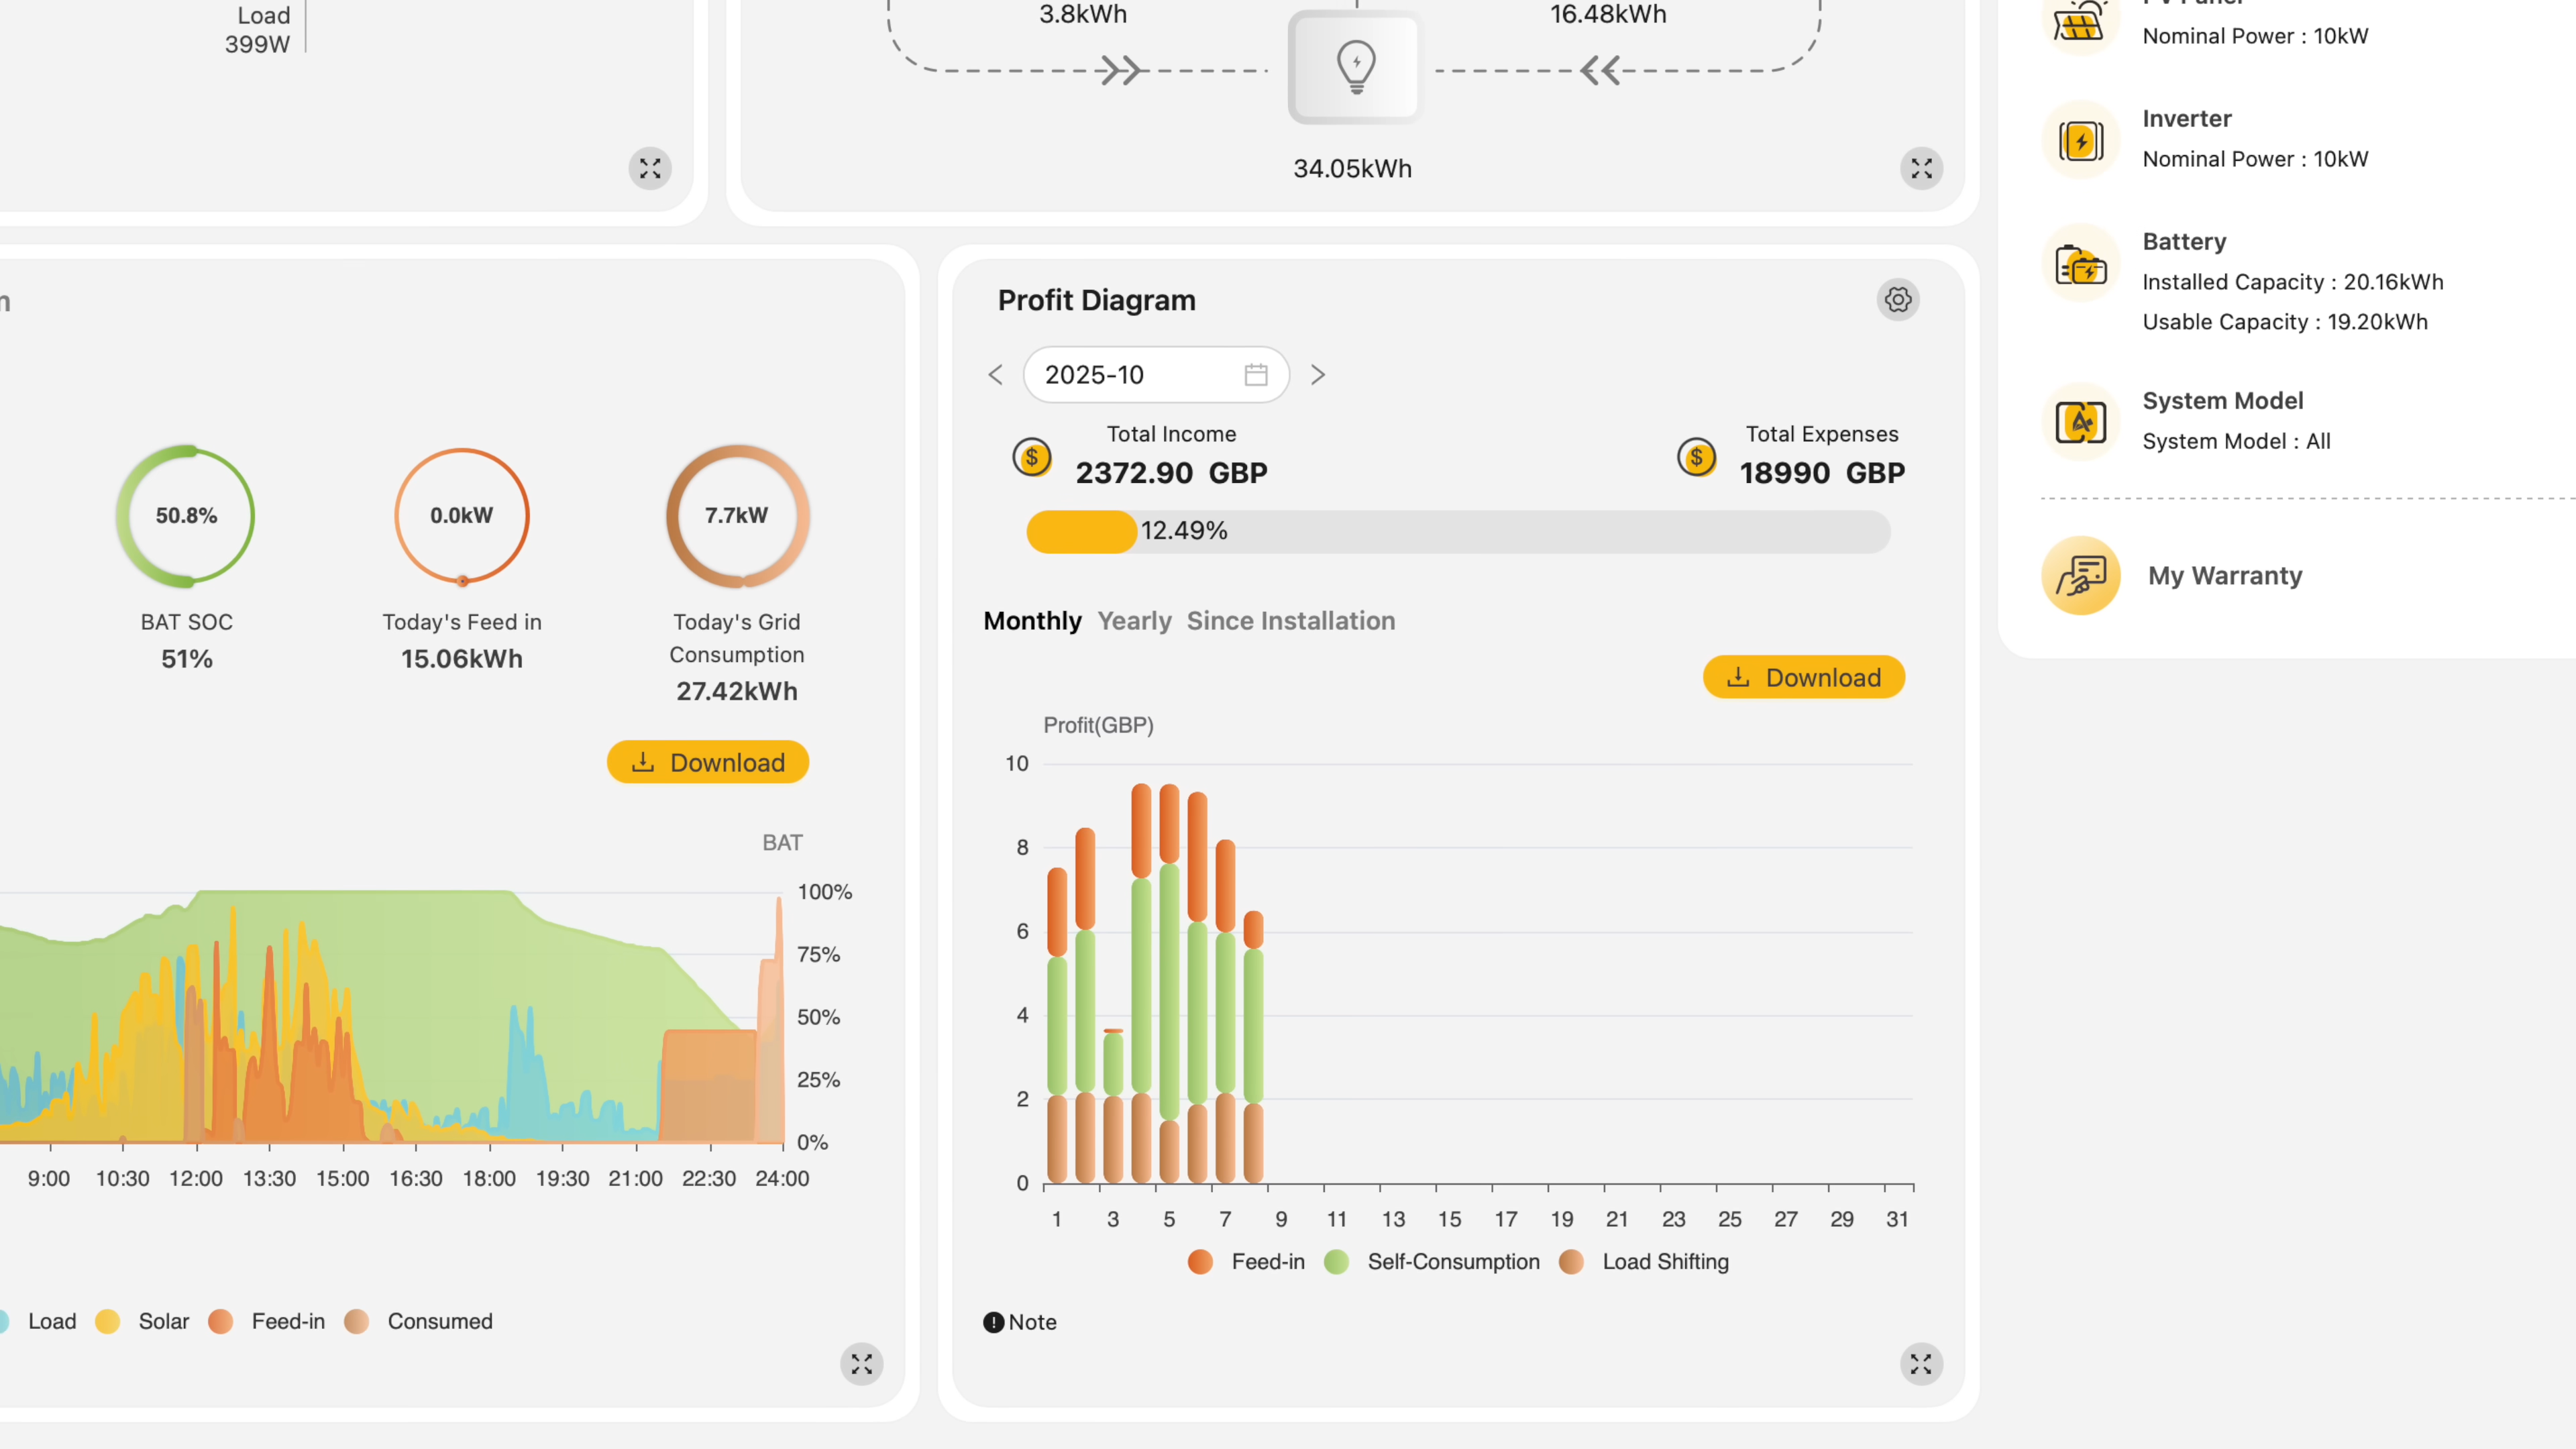 Load
399W
3.8kWh
16.48kWh
34.05kWh
Nominal Power : 10kW
Inverter
Nominal Power : 10kW
Battery
Installed Capacity : 20.16kWh
Usable Capacity : 19.20kWh
System Model
System Model : All
My Warranty
50.8%
BAT SOC
51%
0.0kW
Today's Feed in
15.06kWh
7.7kW
Today's Grid
Consumption
27.42kWh
Download
BAT
100%
75%
50%
25%
0%
9:00 10:30 12:00 13:30 15:00 16:30 18:00 19:30 21:00 22:30 24:00
Load Solar Feed-in Consumed
Profit Diagram
2025-10
Total Income
2372.90 GBP
Total Expenses
18990 GBP
12.49%
Monthly Yearly Since Installation
Download
Profit(GBP)
10
8
6
4
2
0
1 3 5 7 9 11 13 15 17 19 21 23 25 27 29 31
Feed-in Self-Consumption Load Shifting
Note